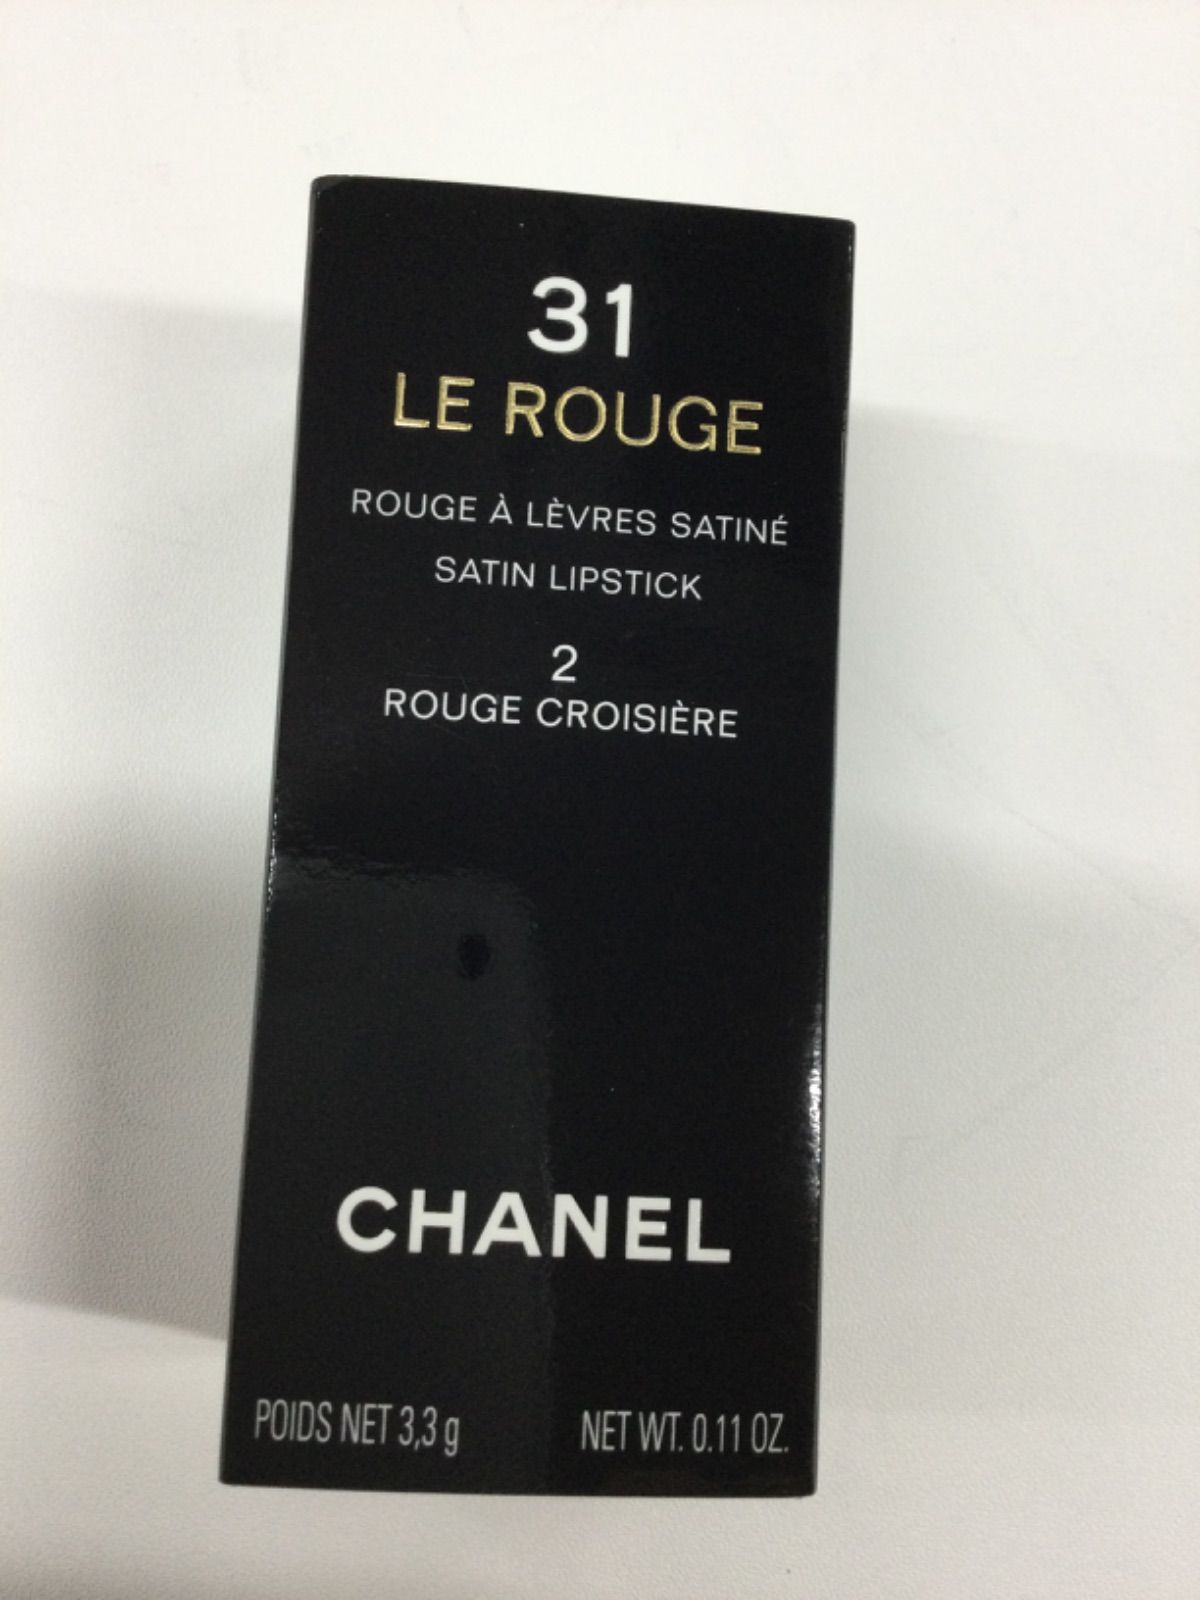 31
LE ROUGE
ROUGE À LÈVRES SATINÉ
SATIN LIPSTICK
2
ROUGE CROISIÈRE
CHANEL
POIDS NET 3,3 g NET WT. 0.11 OZ.